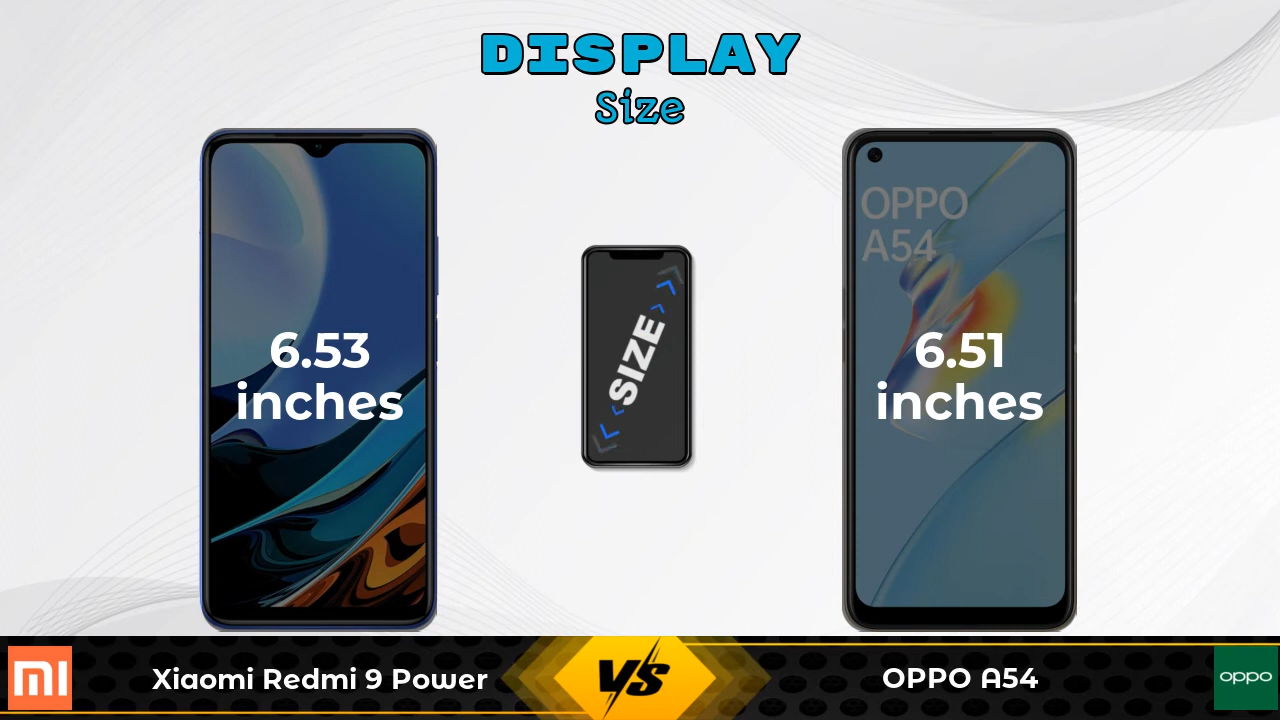 DISPLAY
Size
OPPO
A54
6.53
inches
SIZE
6.51
inches
mi
Xiaomi Redmi 9 Power
VS
OPPO A54
oppo